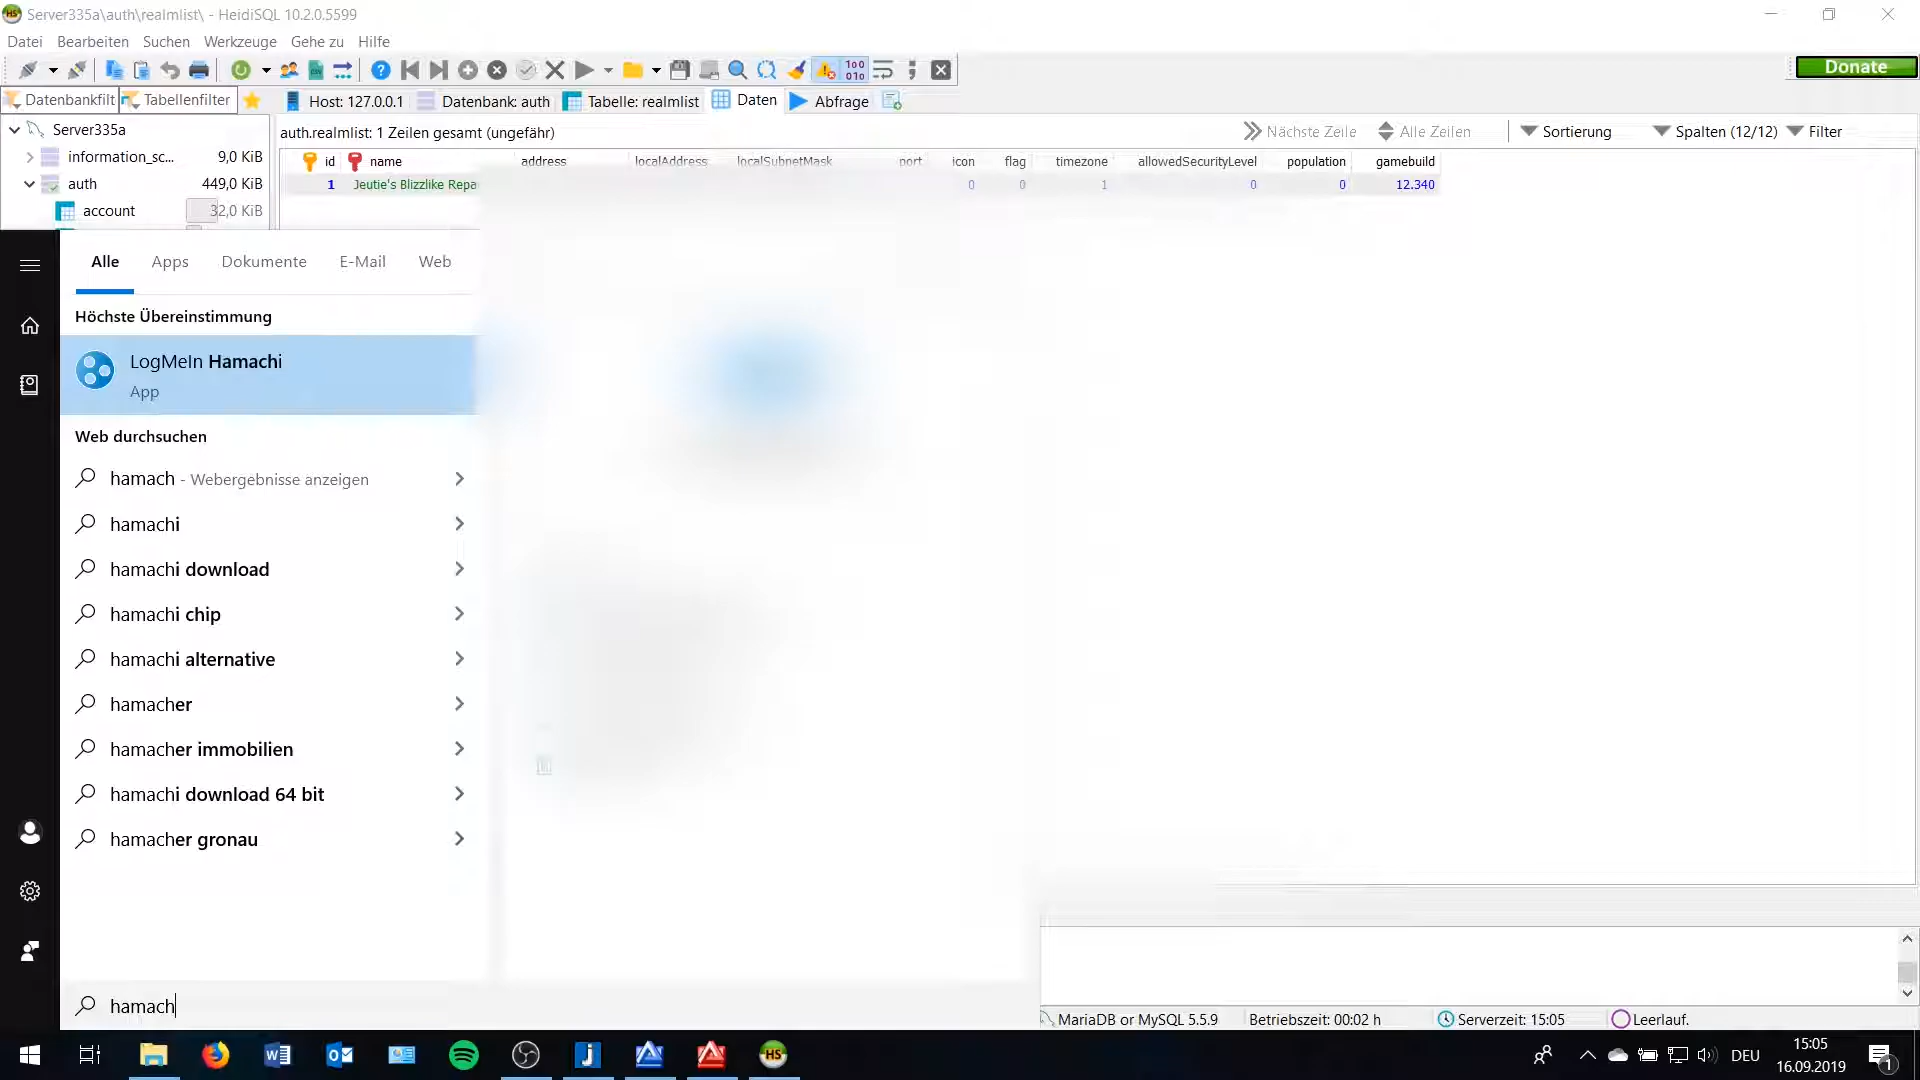 Server335a\auth\realmlist\ - HeidiSQL 10.2.0.5599
Datei Bearbeiten Suchen Werkzeuge Gehe zu Hilfe
Donate
Datenbankfilt Tabellenfilter Host: 127.0.0.1 Datenbank: auth Tabelle: realmlist Daten Abfrage
Server335a auth.realmlist: 1 Zeilen gesamt (ungefähr) Nächste Zeile Alle Zeilen Sortierung Spalten (12/12) Filter
information_sc... 9,0 KiB id name address localAddress localSubnetMask port icon flag timezone allowedSecurityLevel population gamebuild
auth 449,0 KiB 1 Jeutie's Blizzlike Repa 0 0 1 0 0 12.340
account 32,0 KiB
Alle Apps Dokumente E-Mail Web
Höchste Übereinstimmung
LogMeIn Hamachi
App
Web durchsuchen
hamach - Webergebnisse anzeigen
hamachi
hamachi download
hamachi chip
hamachi alternative
hamacher
hamacher immobilien
hamachi download 64 bit
hamacher gronau
hamach
MariaDB or MySQL 5.5.9 Betriebszeit: 00:02 h Serverzeit: 15:05 Leerlauf.
DEU 15:05
16.09.2019 1